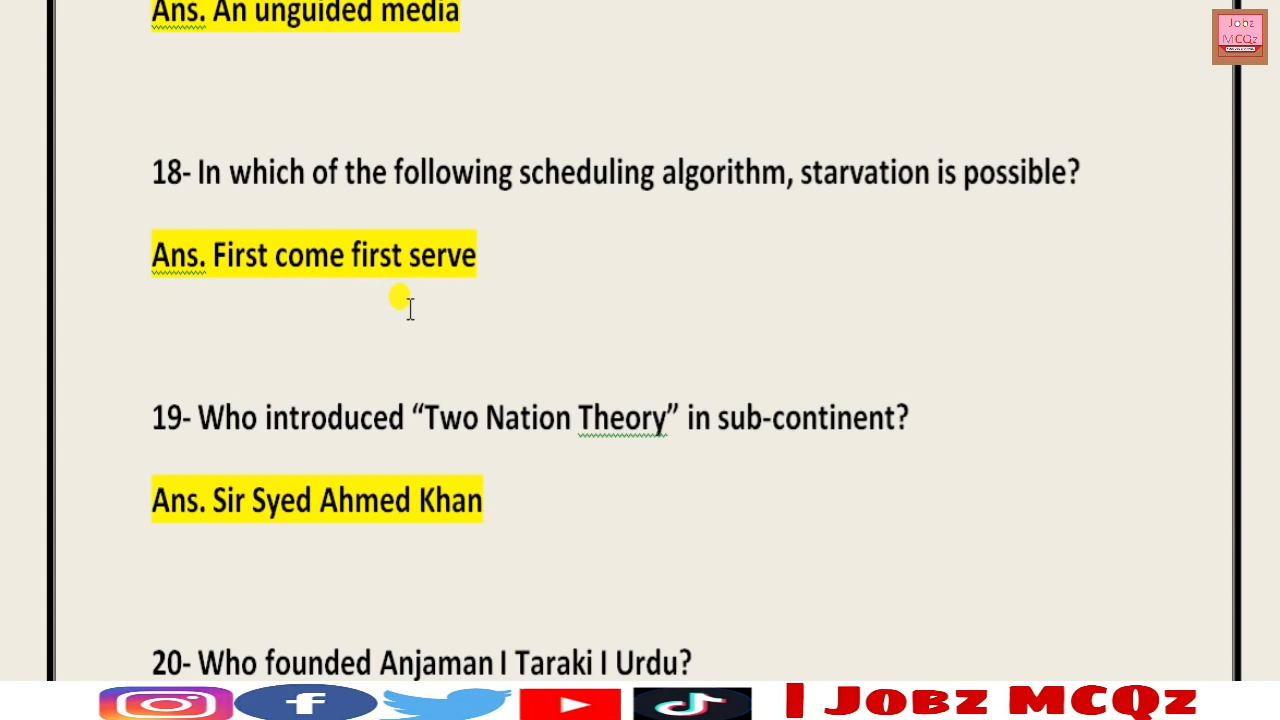 Ans. An unguided media
Jobz
MCQz
18- In which of the following scheduling algorithm, starvation is possible?
Ans. First come first serve
19- Who introduced “Two Nation Theory” in sub-continent?
Ans. Sir Syed Ahmed Khan
20- Who founded Anjaman I Taraki I Urdu?
| Jobz MCQz